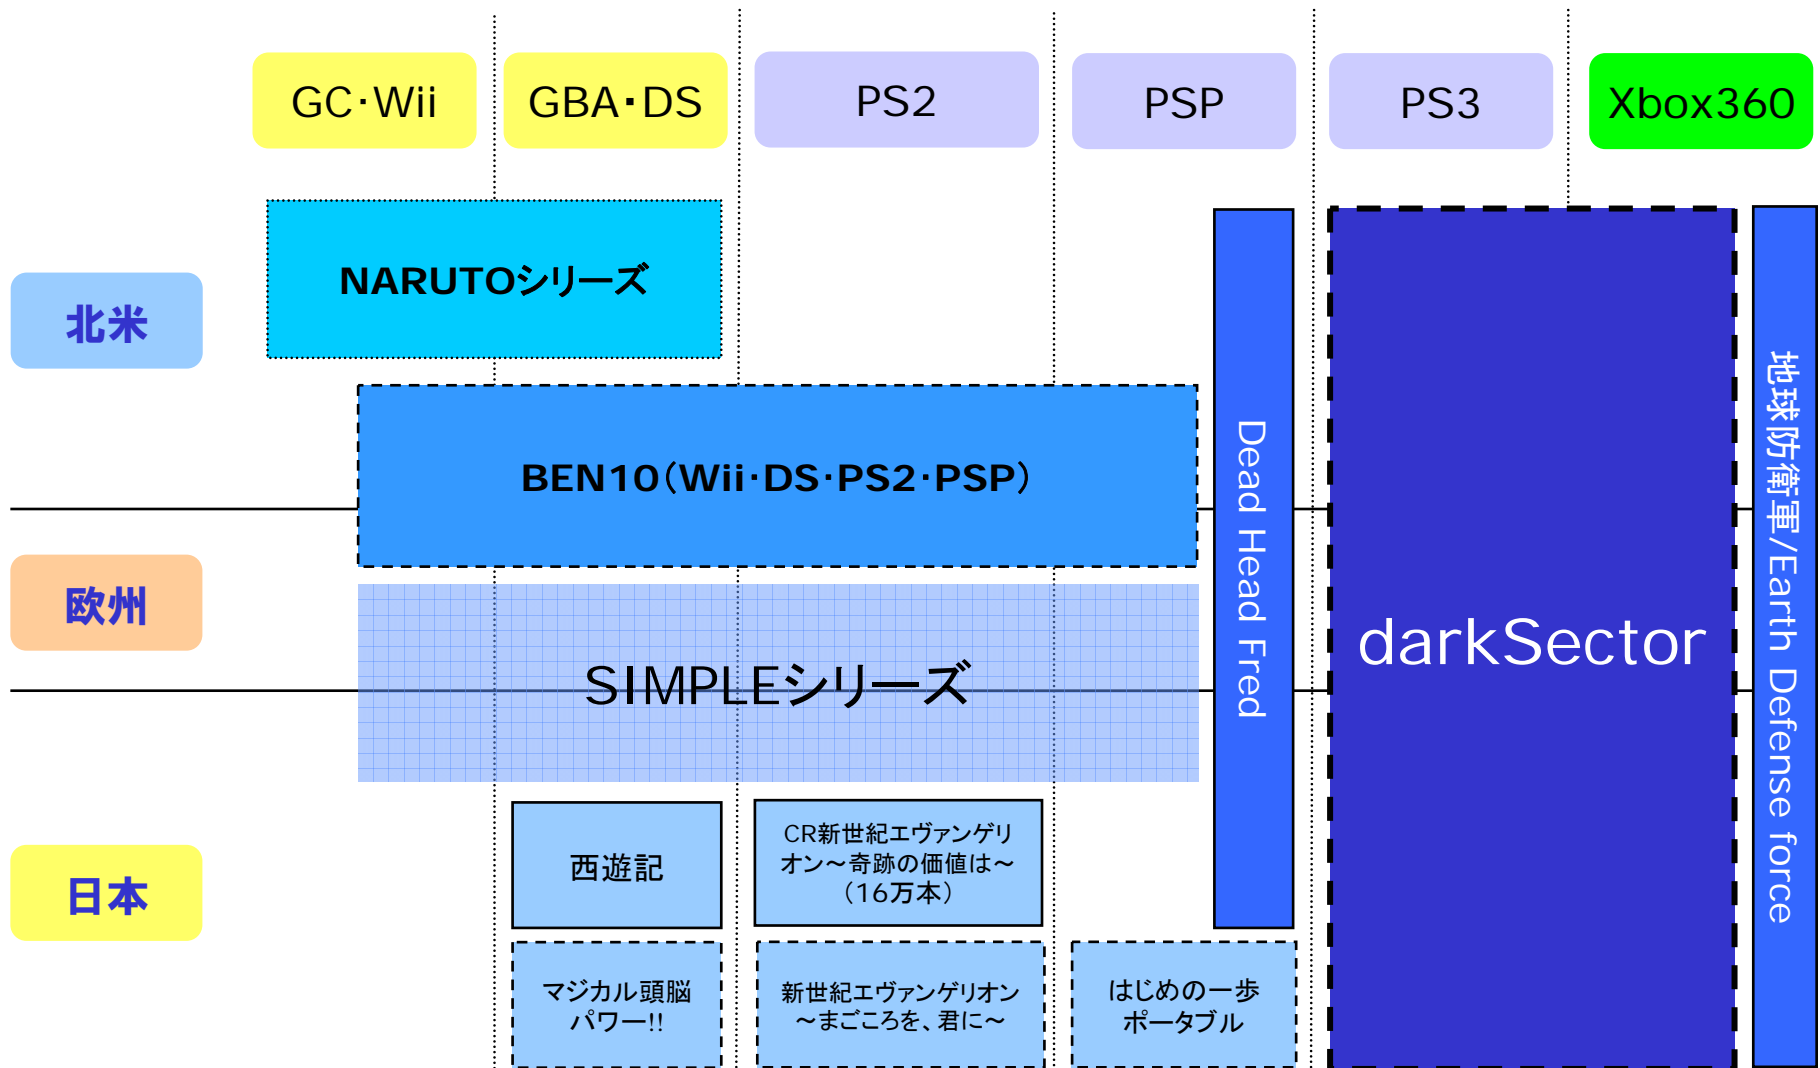 GC・Wii
GBA・DS
PS2
PSP
PS3
Xbox360
北米
NARUTOシリーズ
BEN10(Wii・DS・PS2・PSP)
欧州
SIMPLEシリーズ
Dead Head Fred
darkSector
地球防衛軍/Earth Defense force
日本
西遊記
CR新世紀エヴァンゲリ
オン～奇跡の価値は～
（16万本）
マジカル頭脳
パワー!!
新世紀エヴァンゲリオン
～まごころを、君に～
はじめの一歩
ポータブル